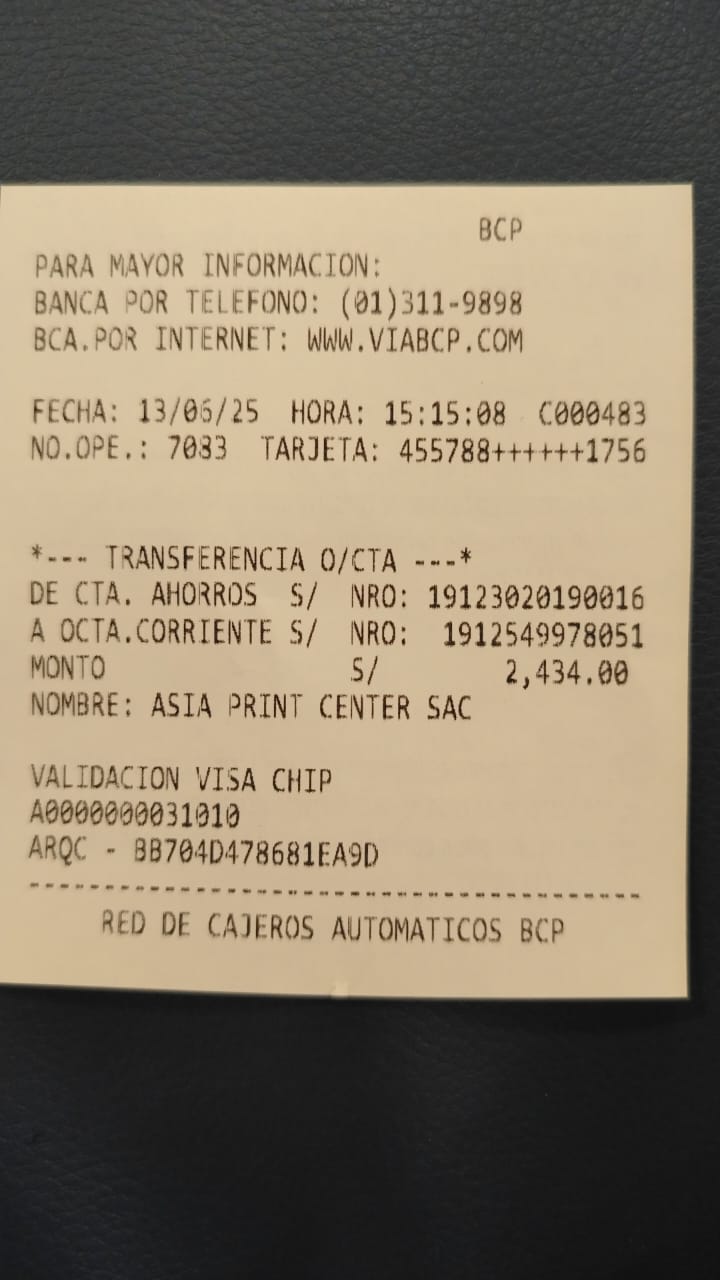 BCP
PARA MAYOR INFORMACION:
BANCA POR TELEFONO: (01)311-9898
BCA.POR INTERNET: WWW.VIABCP.COM
FECHA: 13/06/25 HORA: 15:15:08 C000483
NO.OPE.: 7083 TARJETA: 455788++++++1756
*--- TRANSFERENCIA O/CTA ---*
DE CTA. AHORROS S/ NRO: 19123020190016
A OCTA.CORRIENTE S/ NRO: 1912549978051
MONTO S/ 2,434.00
NOMBRE: ASIA PRINT CENTER SAC
VALIDACION VISA CHIP
A0000000031010
ARQC - BB704D478681EA9D
----------------------------------------
RED DE CAJEROS AUTOMATICOS BCP